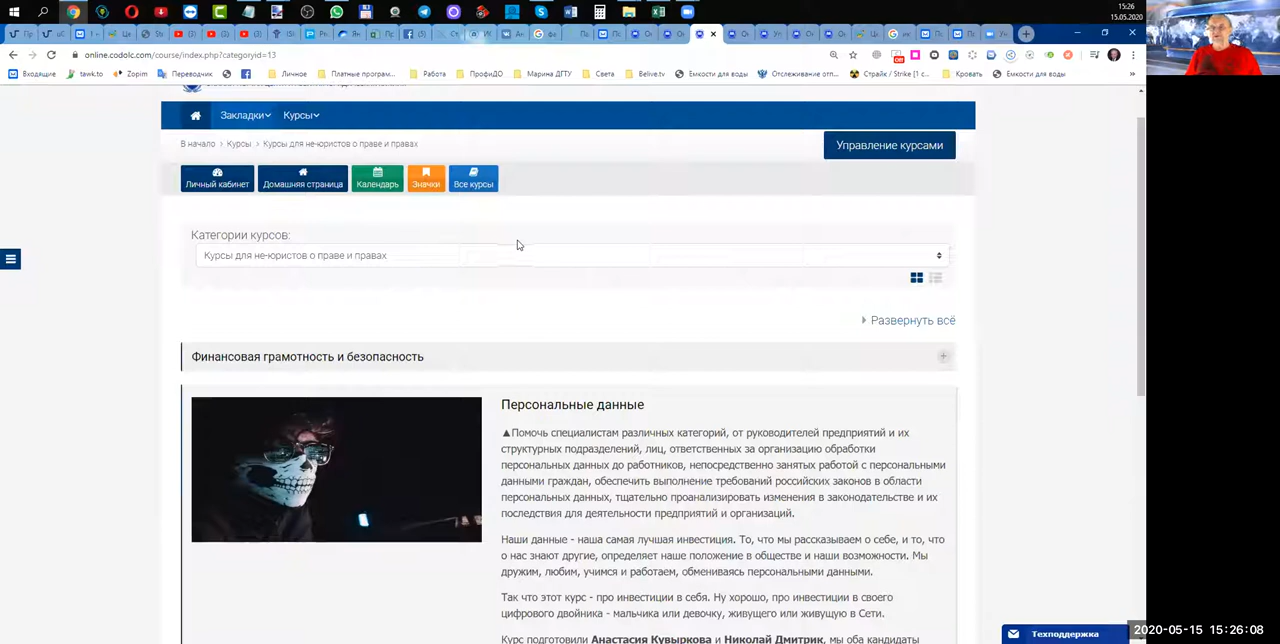 15:26
15.05.2020
online.codolc.com/course/index.php?categoryid=13
Входящие tawk.to Zopim Переводчик Личное Платные програм... Работа ПрофиДО Марина ДГТУ Света Belive.tv Емкости для воды Отслеживание отп... Страйк / Strike [1 с... Кровать Емкости для воды
Закладки Курсы
В начало Курсы Курсы для не-юристов о праве и правах
Управление курсами
Личный кабинет Домашняя страница Календарь Значки Все курсы
Категории курсов:
Курсы для не-юристов о праве и правах
Развернуть всё
Финансовая грамотность и безопасность
Персональные данные
▲Помочь специалистам различных категорий, от руководителей предприятий и их
структурных подразделений, лиц, ответственных за организацию обработки
персональных данных до работников, непосредственно занятых работой с персональными
данными граждан, обеспечить выполнение требований российских законов в области
персональных данных, тщательно проанализировать изменения в законодательстве и их
последствия для деятельности предприятий и организаций.
Наши данные - наша самая лучшая инвестиция. То, что мы рассказываем о себе, и то, что
о нас знают другие, определяет наше положение в обществе и наши возможности. Мы
дружим, любим, учимся и работаем, обмениваясь персональными данными.
Так что этот курс - про инвестиции в себя. Ну хорошо, про инвестиции в своего
цифрового двойника - мальчика или девочку, живущего или живущую в Сети.
Курс подготовили Анастасия Кувыркова и Николай Дмитрик, мы оба кандидаты
Техподдержка
2020-05-15 15:26:08